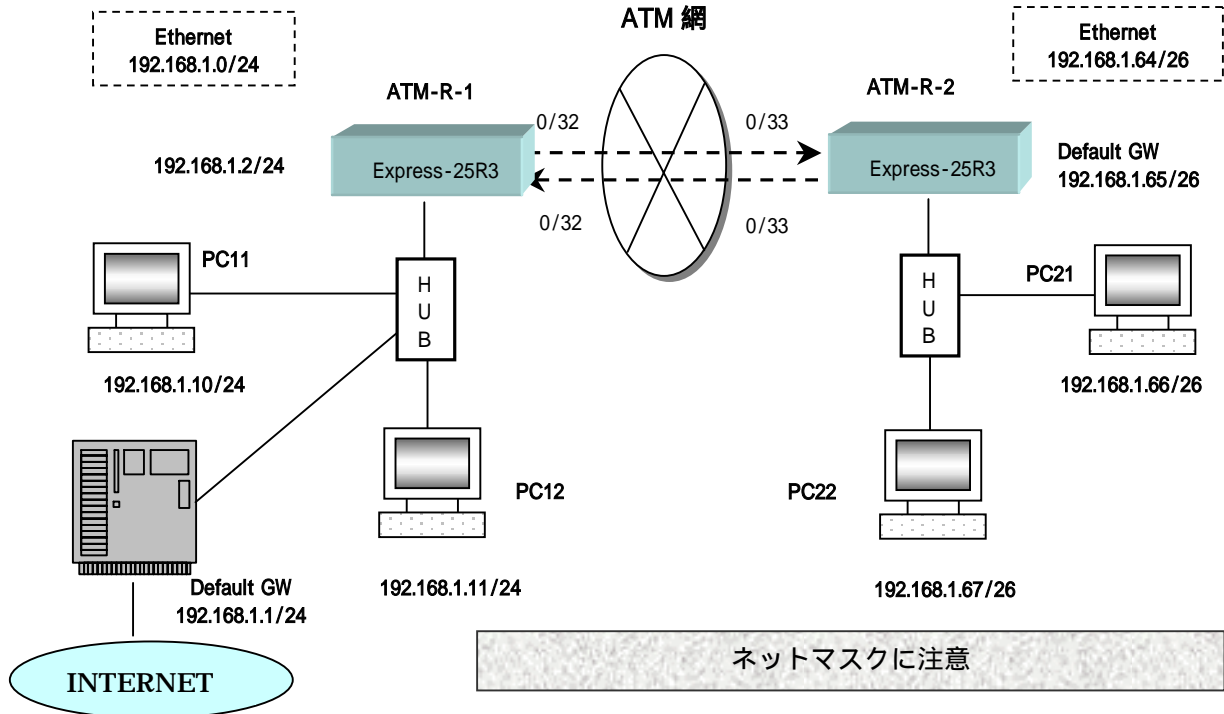 ATM 網
Ethernet
192.168.1.0/24
Ethernet
192.168.1.64/26
ATM-R-1
ATM-R-2
0/32
0/33
192.168.1.2/24
Express-25R3
Express-25R3
Default GW
192.168.1.65/26
0/32
0/33
PC11
HUB
HUB
PC21
192.168.1.10/24
192.168.1.66/26
PC12
PC22
Default GW
192.168.1.1/24
192.168.1.11/24
192.168.1.67/26
ネットマスクに注意
INTERNET